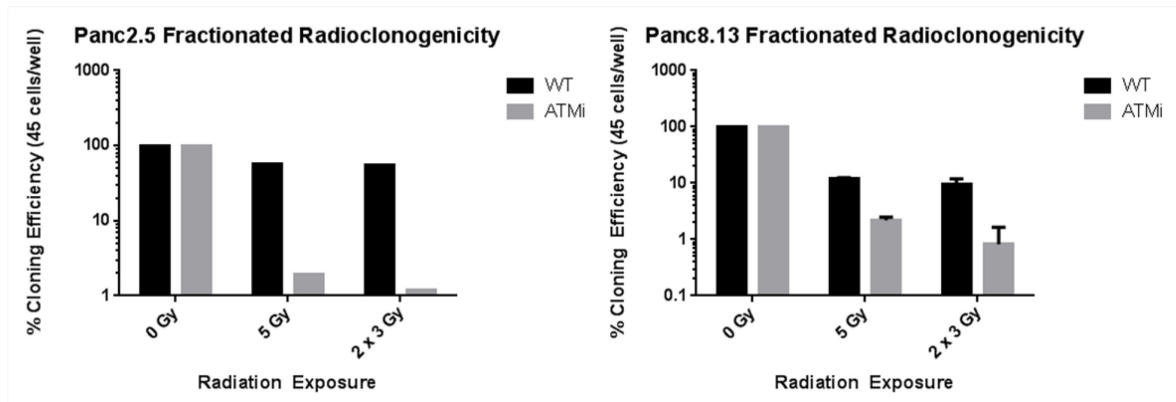 Panc2.5 Fractionated Radioclonogenicity
% Cloning Efficiency (45 cells/well)
1000
100
10
1
0 Gy
5 Gy
2 x 3 Gy
Radiation Exposure
WT
ATMi
Panc8.13 Fractionated Radioclonogenicity
% Cloning Efficiency (45 cells/well)
1000
100
10
1
0.1
0 Gy
5 Gy
2 x 3 Gy
Radiation Exposure
WT
ATMi